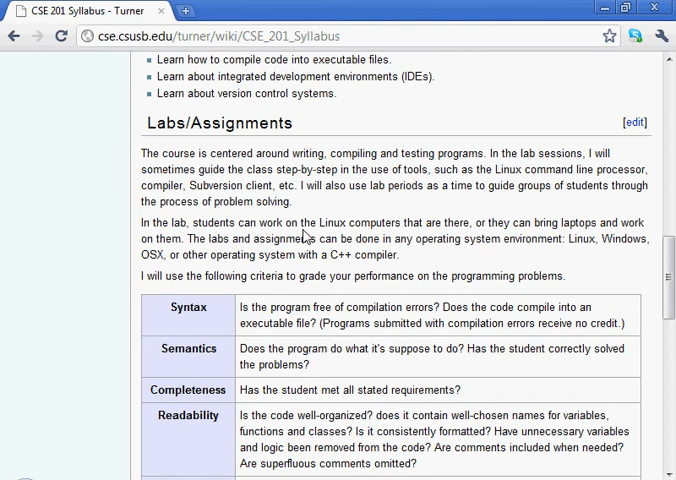 CSE 201 Syllabus - Turner
cse.csusb.edu/turner/wiki/CSE_201_Syllabus
Learn how to compile code into executable files.
Learn about integrated development environments (IDEs).
Learn about version control systems.
Labs/Assignments
[edit]
The course is centered around writing, compiling and testing programs. In the lab sessions, I will
sometimes guide the class step-by-step in the use of tools, such as the Linux command line processor,
compiler, Subversion client, etc. I will also use lab periods as a time to guide groups of students through
the process of problem solving.
In the lab, students can work on the Linux computers that are there, or they can bring laptops and work
on them. The labs and assignments can be done in any operating system environment: Linux, Windows,
OSX, or other operating system with a C++ compiler.
I will use the following criteria to grade your performance on the programming problems.
Syntax
Is the program free of compilation errors? Does the code compile into an
executable file? (Programs submitted with compilation errors receive no credit.)
Semantics
Does the program do what it's suppose to do? Has the student correctly solved
the problems?
Completeness
Has the student met all stated requirements?
Readability
Is the code well-organized? does it contain well-chosen names for variables,
functions and classes? Is it consistently formatted? Have unnecessary variables
and logic been removed from the code? Are comments included when needed?
Are superfluous comments omitted?